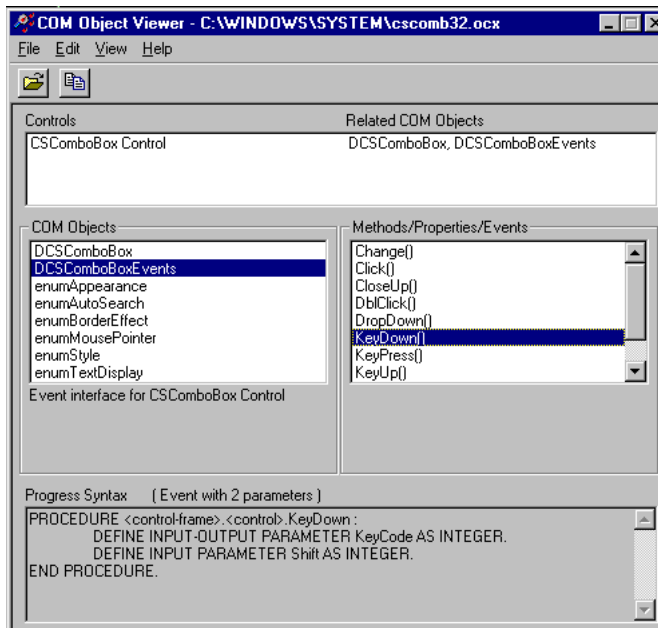 COM Object Viewer - C:\WINDOWS\SYSTEM\cscomb32.ocx
File Edit View Help
Controls Related COM Objects
CSComboBox Control DCSComboBox, DCSComboBoxEvents
COM Objects
DCSComboBox
DCSComboBoxEvents
enumAppearance
enumAutoSearch
enumBorderEffect
enumMousePointer
enumStyle
enumTextDisplay
Event interface for CSComboBox Control
Methods/Properties/Events
Change()
Click()
CloseUp()
DblClick()
DropDown()
KeyDown()
KeyPress()
KeyUp()
Progress Syntax ( Event with 2 parameters )
PROCEDURE <control-frame>.<control>.KeyDown :
DEFINE INPUT-OUTPUT PARAMETER KeyCode AS INTEGER.
DEFINE INPUT PARAMETER Shift AS INTEGER.
END PROCEDURE.